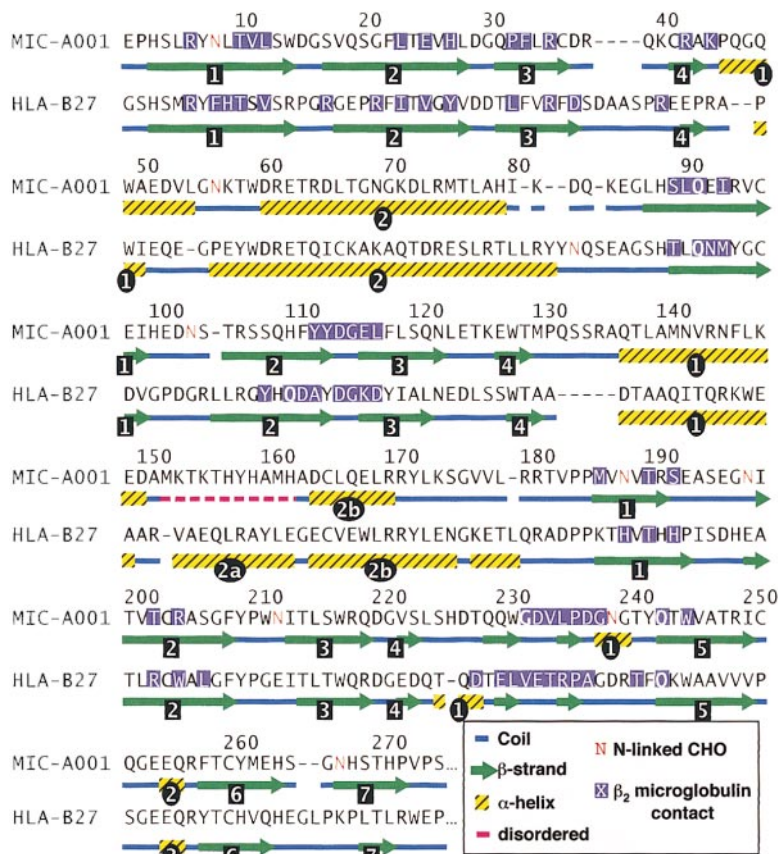 10 20 30 40
MIC-A001 EPHSLRYNLTVLSWDGSVQSGFLTEVHLDGQPFLRCDR----QKCRAKPQGQ
1 2 3 4 1
HLA-B27 GSHSMRYFHTSVSRPGRGEPRFITVGYVDDTLFVRFDSDAASPREEPRA--P
1 2 3 4
50 60 70 80 90
MIC-A001 WAEDVLGNKTWDRETRDLTGNGKDLRMTLAHI-K--DQ-KEGLHSLQEIRVC
2
HLA-B27 WIEQE-GPEYWDRETQICKAKAQTDRESLRTLLRYYNQSEAGSHTLQNMYGC
1 2
100 110 120 130 140
MIC-A001 EIHEDNS-TRSSQHFYYDGELFLSQNLETKEWTMPQSSRAQTLAMNVRNFLK
1 2 3 4 1
HLA-B27 DVGPDGRLLRGYHQDAYDGKDYIALNEDLSSWTAA-----DTAAQITQRKWE
1 2 3 4 1
150 160 170 180 190
MIC-A001 EDAMKTKTHYHAMHADCLQELRRYLKSGVVL-RRTVPPMVNVTRSEASEGNI
2b 1
HLA-B27 AAR-VAEQLRAYLEGECVEWLRRYLENGKETLQRADPPKTHVTHHPISDHEA
2a 2b 1
200 210 220 230 240 250
MIC-A001 TVTCRASGFYPWNITLSWRQDGVSLSHDTQQWGDVLPDGNGTYQTWVATRIC
2 3 4 1 5
HLA-B27 TLRCWALGFYPGEITLTWQRDGEDQT-QDTELVETRPAGDRTFQKWAAVVVP
2 3 4 1 5
260 270
MIC-A001 QGEEQRFTCYMEHS--GNHSTHPVPS...
2 6 7
HLA-B27 SGEEQRYTCHVQHEGLPKPLTLRWEP...
2 6 7
Coil
β-strand
α-helix
disordered
N N-linked CHO
X β2 microglobulin
contact